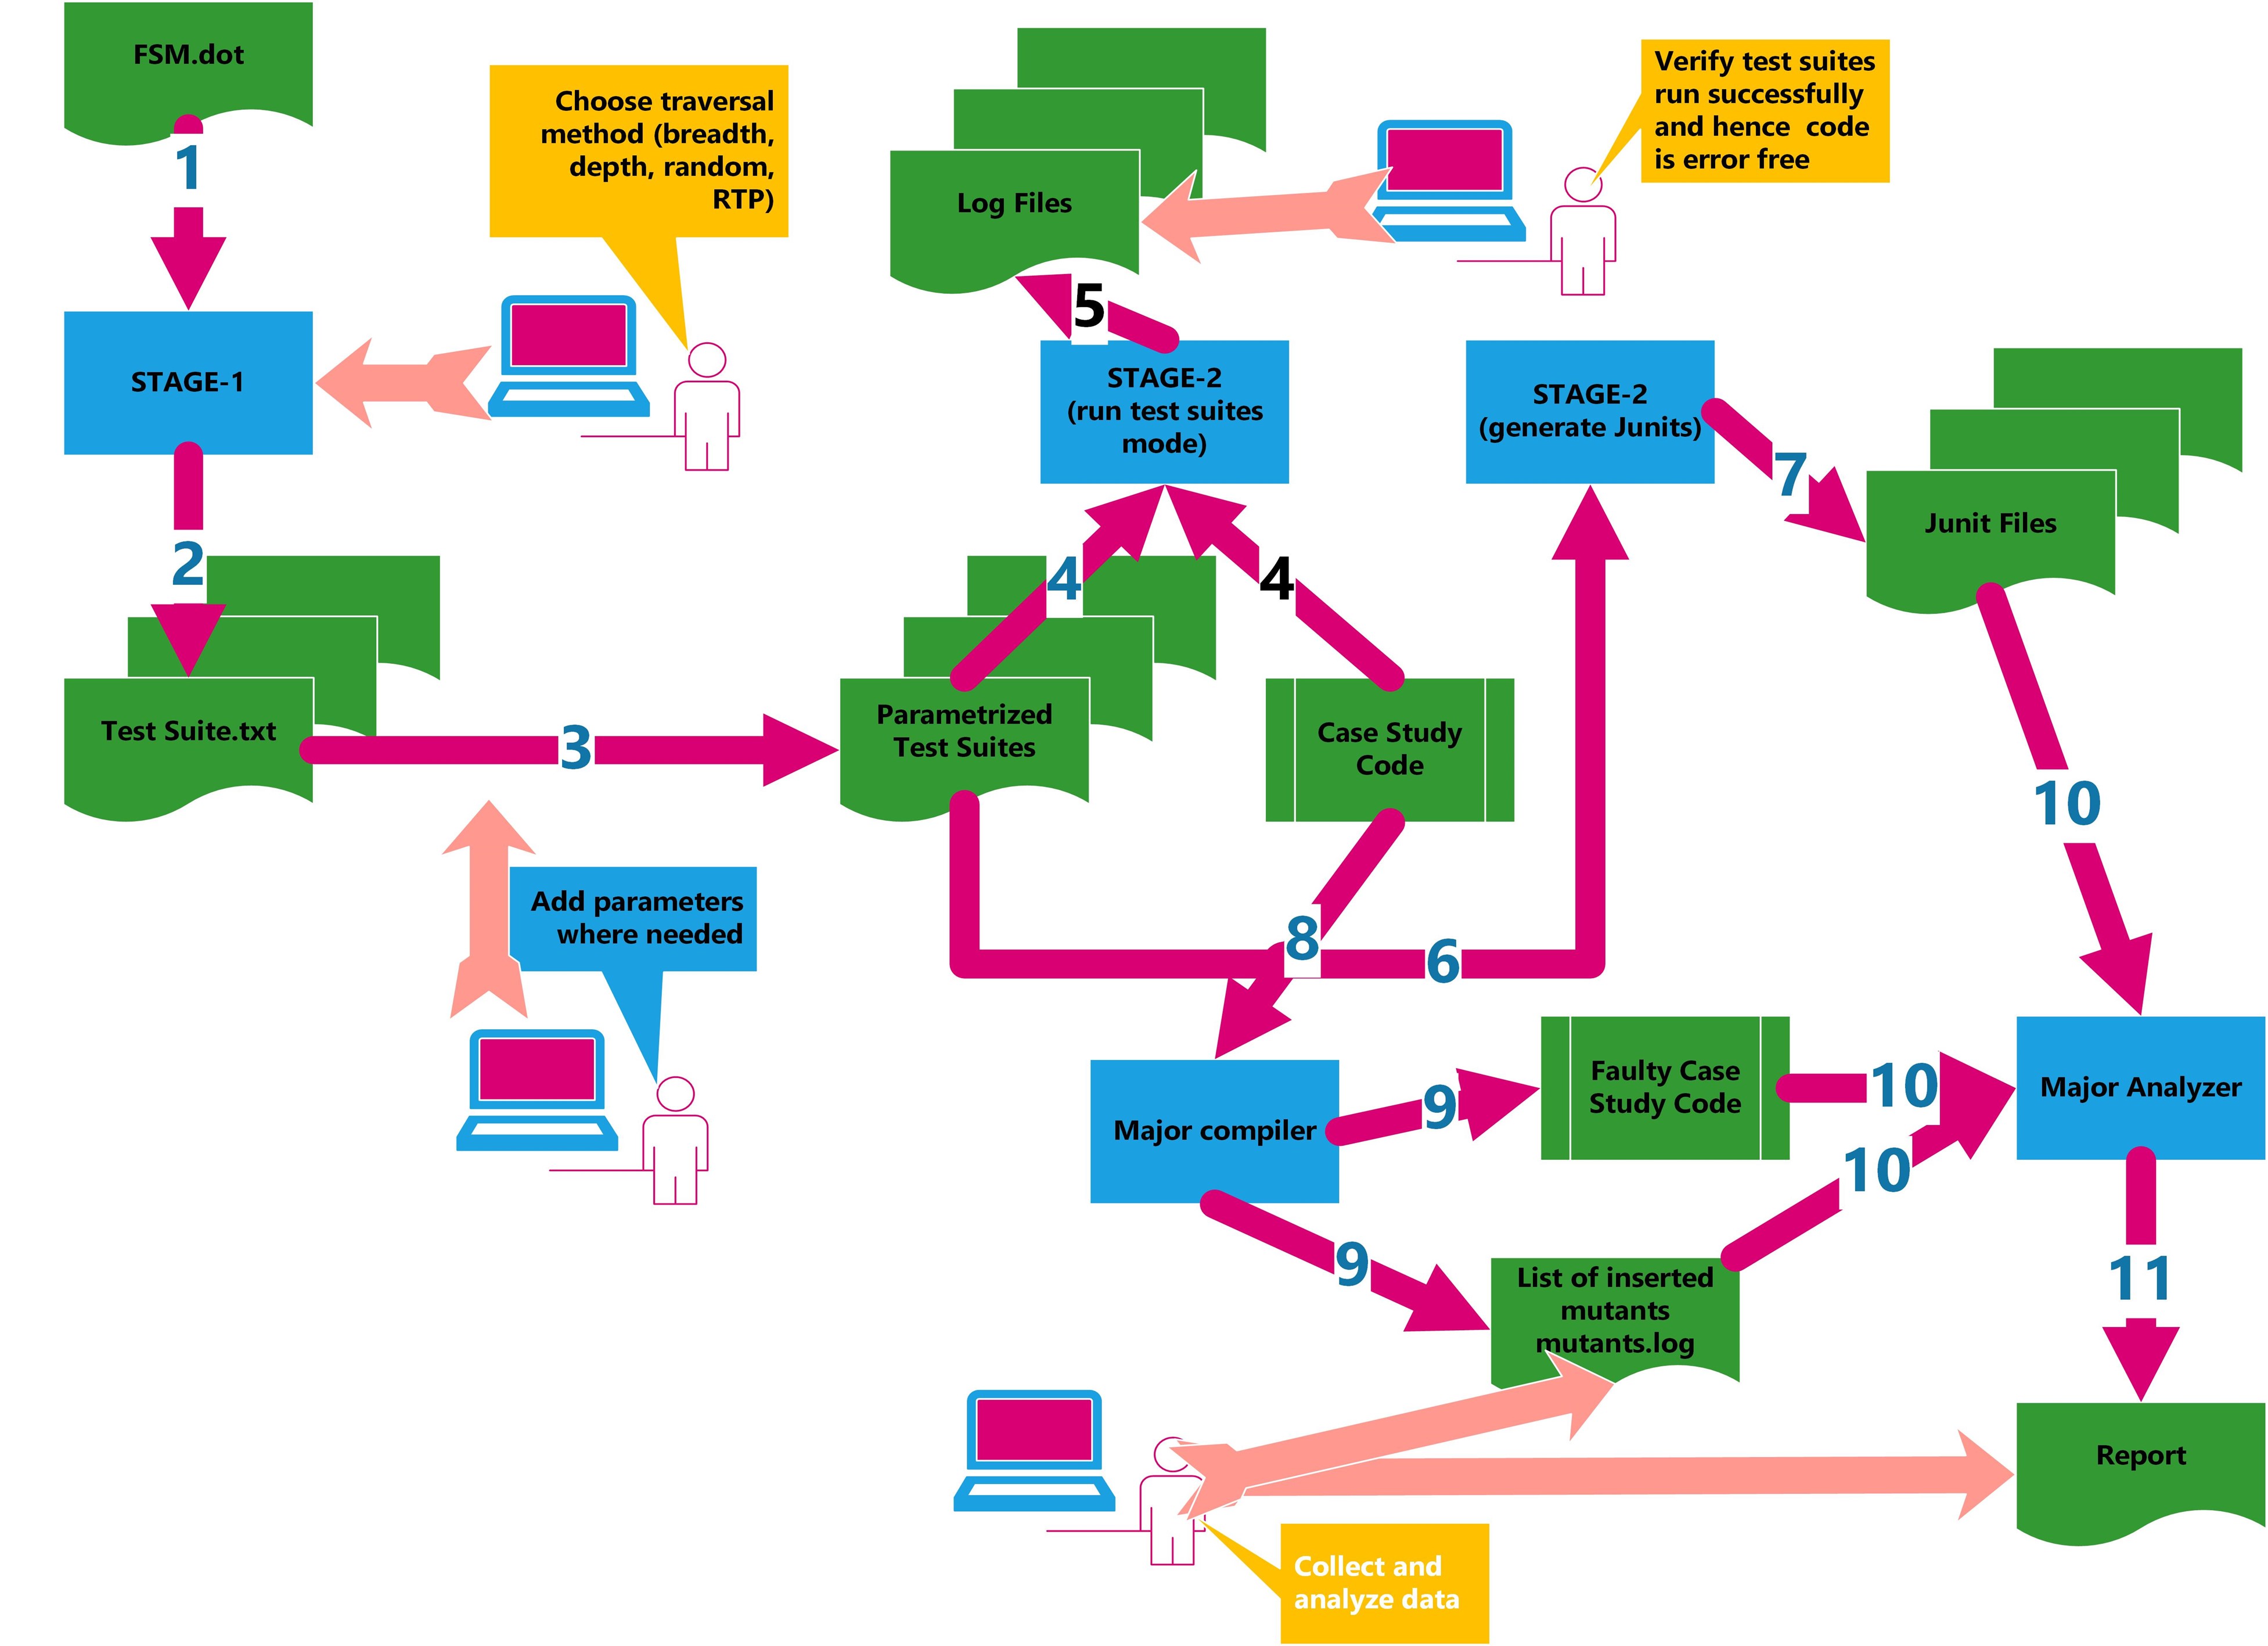 FSM.dot
1
Choose traversal
method (breadth,
depth, random,
RTP)
STAGE-1
2
Test Suite.txt
3
Add parameters
where needed
Log Files
Verify test suites
run successfully
and hence  code
is error free
5
STAGE-2
(run test suites
mode)
STAGE-2
(generate Junits)
7
Junit Files
4
4
Parametrized
Test Suites
Case Study
Code
10
8
6
Major compiler
9
Faulty Case
Study Code
10
Major Analyzer
9
10
List of inserted
mutants
mutants.log
11
Report
Collect and
analyze data